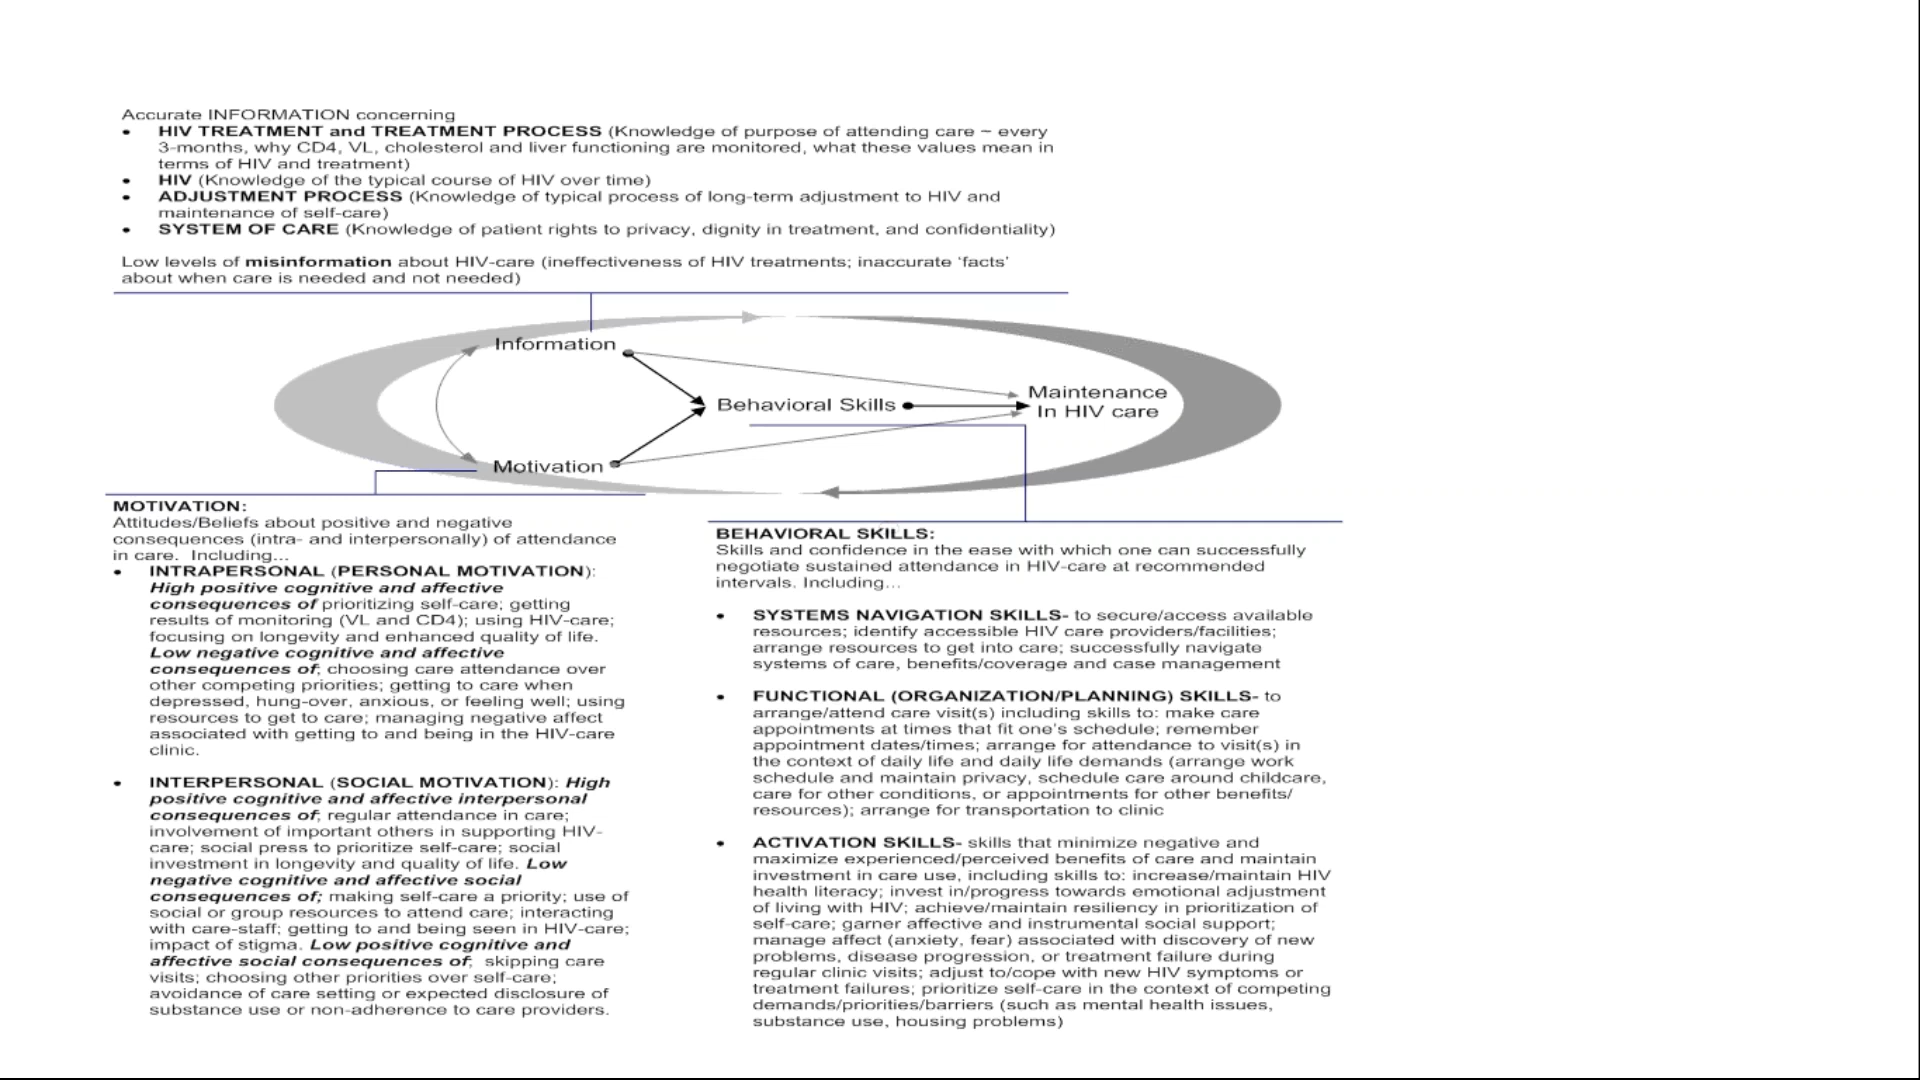 Accurate INFORMATION concerning
• HIV TREATMENT and TREATMENT PROCESS (Knowledge of purpose of attending care ~ every
3-months, why CD4, VL, cholesterol and liver functioning are monitored, what these values mean in
terms of HIV and treatment)
• HIV (Knowledge of the typical course of HIV over time)
• ADJUSTMENT PROCESS (Knowledge of typical process of long-term adjustment to HIV and
maintenance of self-care)
• SYSTEM OF CARE (Knowledge of patient rights to privacy, dignity in treatment, and confidentiality)
Low levels of misinformation about HIV-care (ineffectiveness of HIV treatments; inaccurate ‘facts’
about when care is needed and not needed)
Information
Behavioral Skills
Maintenance
In HIV care
Motivation
MOTIVATION:
Attitudes/Beliefs about positive and negative
consequences (intra- and interpersonally) of attendance
in care. Including...
• INTRAPERSONAL (PERSONAL MOTIVATION):
High positive cognitive and affective
consequences of prioritizing self-care; getting
results of monitoring (VL and CD4); using HIV-care;
focusing on longevity and enhanced quality of life.
Low negative cognitive and affective
consequences of; choosing care attendance over
other competing priorities; getting to care when
depressed, hung-over, anxious, or feeling well; using
resources to get to care; managing negative affect
associated with getting to and being in the HIV-care
clinic.
• INTERPERSONAL (SOCIAL MOTIVATION): High
positive cognitive and affective interpersonal
consequences of; regular attendance in care;
involvement of important others in supporting HIV-
care; social press to prioritize self-care; social
investment in longevity and quality of life. Low
negative cognitive and affective social
consequences of; making self-care a priority; use of
social or group resources to attend care; interacting
with care-staff; getting to and being seen in HIV-care;
impact of stigma. Low positive cognitive and
affective social consequences of; skipping care
visits; choosing other priorities over self-care;
avoidance of care setting or expected disclosure of
substance use or non-adherence to care providers.
BEHAVIORAL SKILLS:
Skills and confidence in the ease with which one can successfully
negotiate sustained attendance in HIV-care at recommended
intervals. Including...
• SYSTEMS NAVIGATION SKILLS- to secure/access available
resources; identify accessible HIV care providers/facilities;
arrange resources to get into care; successfully navigate
systems of care, benefits/coverage and case management
• FUNCTIONAL (ORGANIZATION/PLANNING) SKILLS- to
arrange/attend care visit(s) including skills to: make care
appointments at times that fit one’s schedule; remember
appointment dates/times; arrange for attendance to visit(s) in
the context of daily life and daily life demands (arrange work
schedule and maintain privacy, schedule care around childcare,
care for other conditions, or appointments for other benefits/
resources); arrange for transportation to clinic
• ACTIVATION SKILLS- skills that minimize negative and
maximize experienced/perceived benefits of care and maintain
investment in care use, including skills to: increase/maintain HIV
health literacy; invest in/progress towards emotional adjustment
of living with HIV; achieve/maintain resiliency in prioritization of
self-care; garner affective and instrumental social support;
manage affect (anxiety, fear) associated with discovery of new
problems, disease progression, or treatment failure during
regular clinic visits; adjust to/cope with new HIV symptoms or
treatment failures; prioritize self-care in the context of competing
demands/priorities/barriers (such as mental health issues,
substance use, housing problems)